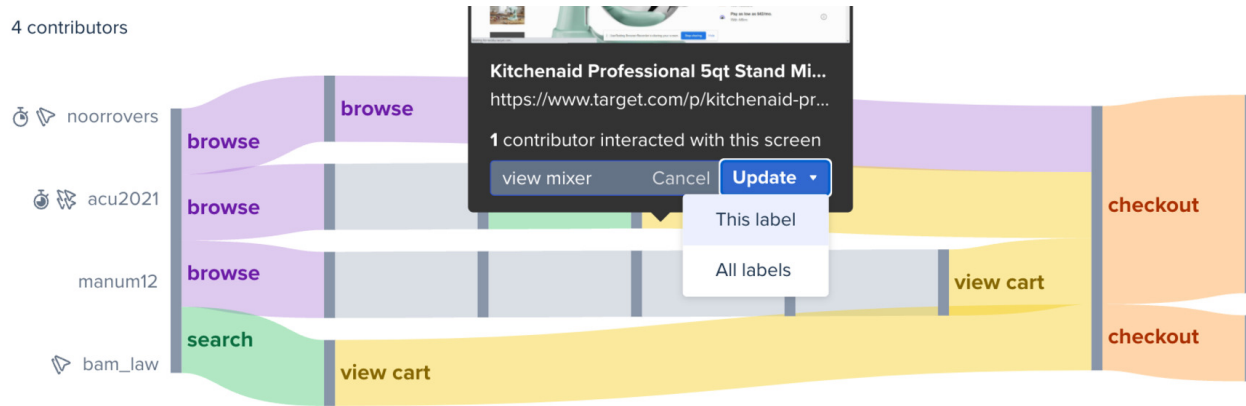 4 contributors
Kitchenaid Professional 5qt Stand Mi...
https://www.target.com/p/kitchenaid-pr...
1 contributor interacted with this screen
view mixer Cancel Update
This label
All labels
noorrovers
browse
browse
acu2021
browse
checkout
manum12
browse
view cart
bam_law
search
view cart
checkout